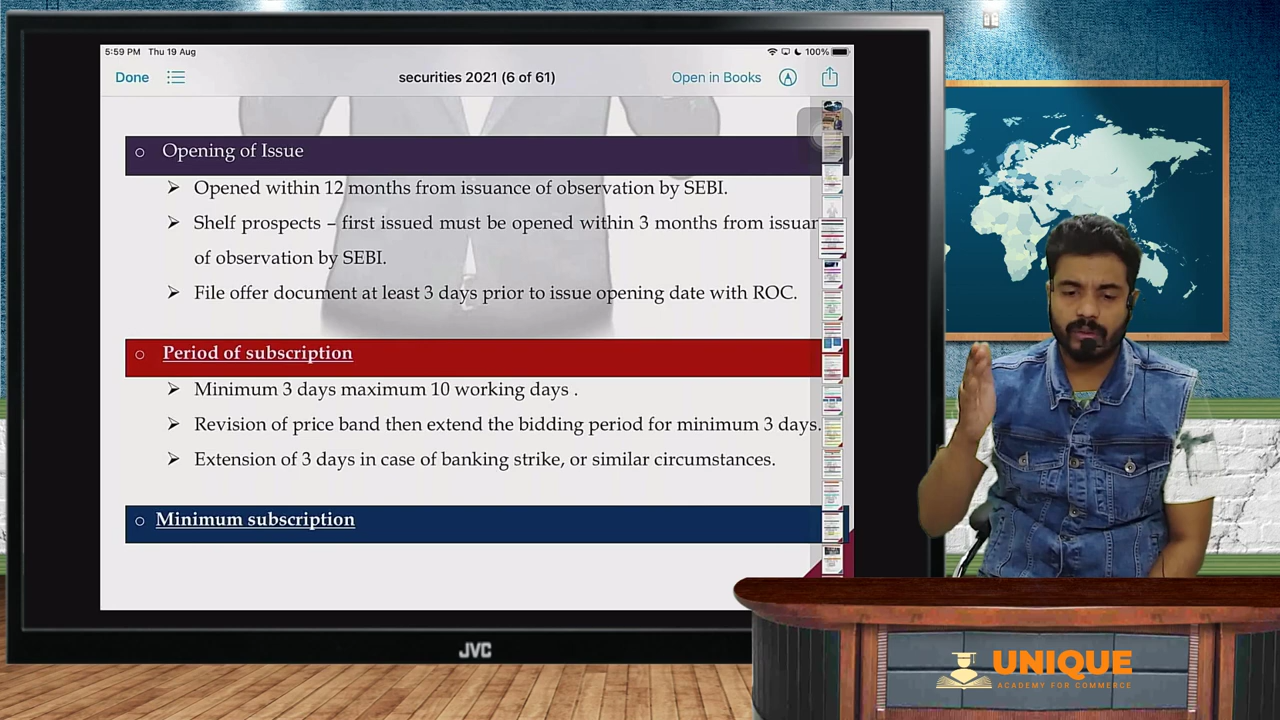 5:59 PM Thu 19 Aug
100%
Done
securities 2021 (6 of 61)
Open in Books
Opening of Issue
Opened within 12 months from issuance of observation by SEBI.
Shelf prospects – first issued must be opened within 3 months from issuan
of observation by SEBI.
File offer document at least 3 days prior to issue opening date with ROC.
Period of subscription
Minimum 3 days maximum 10 working days .
Revision of price band then extend the bidding period for minimum 3 days.
Exension of 3 days in case of banking strike or similar circumstances.
Minimum subscription
JVC
UNIQUE
ACADEMY FOR COMMERCE